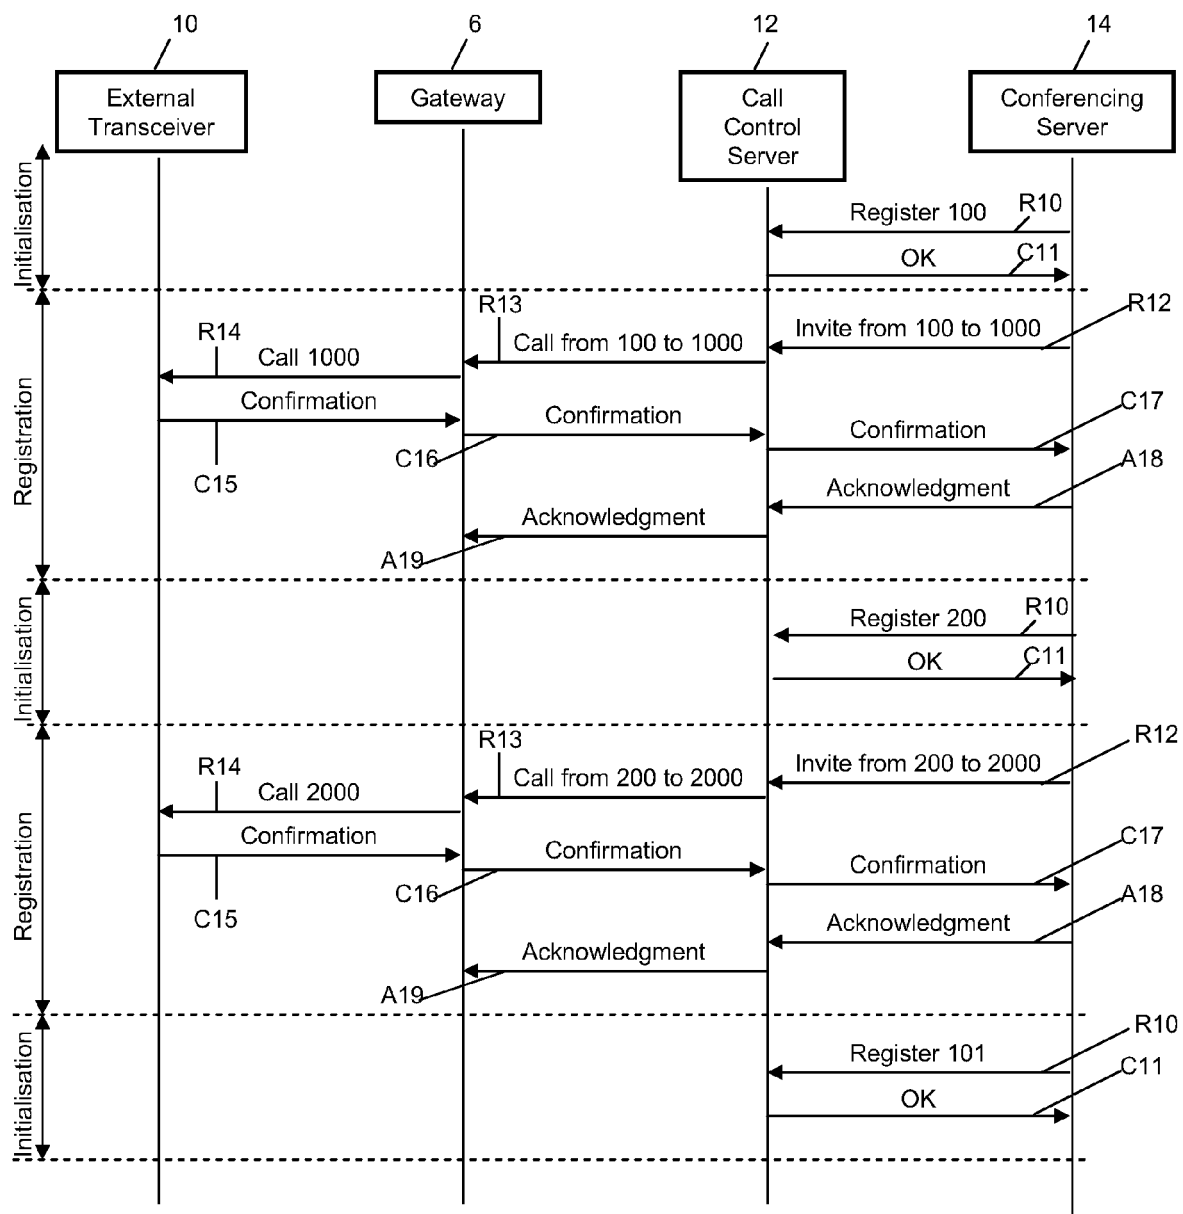 10
6
12
14
External
Transceiver
Gateway
Call
Control
Server
Conferencing
Server
Initialisation
Register 100
R10
OK
C11
Registration
R13
R12
R14
Invite from 100 to 1000
Call from 100 to 1000
Call 1000
Confirmation
Confirmation
C17
Confirmation
C16
A18
C15
Acknowledgment
Acknowledgment
A19
Initialisation
R10
Register 200
C11
OK
Registration
R13
R12
R14
Invite from 200 to 2000
Call from 200 to 2000
Call 2000
Confirmation
C17
Confirmation
Confirmation
C16
A18
C15
Acknowledgment
Acknowledgment
A19
Initialisation
R10
Register 101
C11
OK